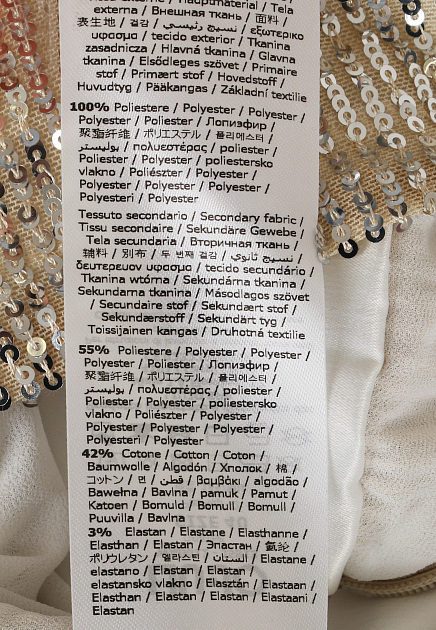 externa / Внешняя ткань / 面料 /
表生地 / 겉감 / نسيج رئيسي / εξωτερικο
υφασμα / tecido exterior / Tkanina
zasadnicza / Hlavná tkanina / Glavna
tkanina / Elsődleges szövet / Primaire
stof / Primært stof / Hovedstoff /
Huvudtyg / Pääkangas / Základní textilie
100% Poliestere / Polyester / Polyester /
Polyester / Poliester / Лопиэфир /
聚酯纤维 / ポリエステル / 폴리에스터 /
بوليستر / πολυεστέρας / poliester /
Poliester / Polyester / poliestersko
vlakno / Poliészter / Polyester /
Polyester / Polyester / Polyester /
Polyesteri / Polyester
Tessuto secondario / Secondary fabric /
Tissu secondaire / Sekundäre Gewebe /
Tela secundaria / Вторичная ткань /
辅料 / 別布 / 두 번째 겉감 / نسيج ثانوي /
δευτερευον υφασμα / tecido secundário /
Tkanina wtórna / Sekundárna tkanina /
Sekundarna tkanina / Másodlagos szövet
/ Secundaire stof / Sekundært stof /
Sekundærstoff / Sekundärt tyg /
Toissijainen kangas / Druhotná textilie
55% Poliestere / Polyester / Polyester /
Polyester / Poliester / Лопиэфир /
聚酯纤维 / ポリエステル / 폴리에스터 /
بوليستر / πολυεστέρας / poliester /
Poliester / Polyester / poliestersko
vlakno / Poliészter / Polyester /
Polyester / Polyester / Polyester /
Polyesteri / Polyester
42% Cotone / Cotton / Coton /
Baumwolle / Algodón / Хлопок / 棉 /
コットン / 면 / قطن / Βαμβάκι / algodão /
Bawełna / Bavlna / pamuk / Pamut /
Katoen / Bomuld / Bomull / Bomull /
Puuvilla / Bavlna
3% Elastan / Elastane / Elasthanne /
Elasthan / Elastan / Эластан / 氨纶 /
ポリウレタン / 엘라스틴 / الستان / Elastane /
elastano / Elastan / Elastan /
elastansko vlakno / Elasztán / Elastaan /
Elasthan / Elastan / Elastan / Elastaani /
Elastan